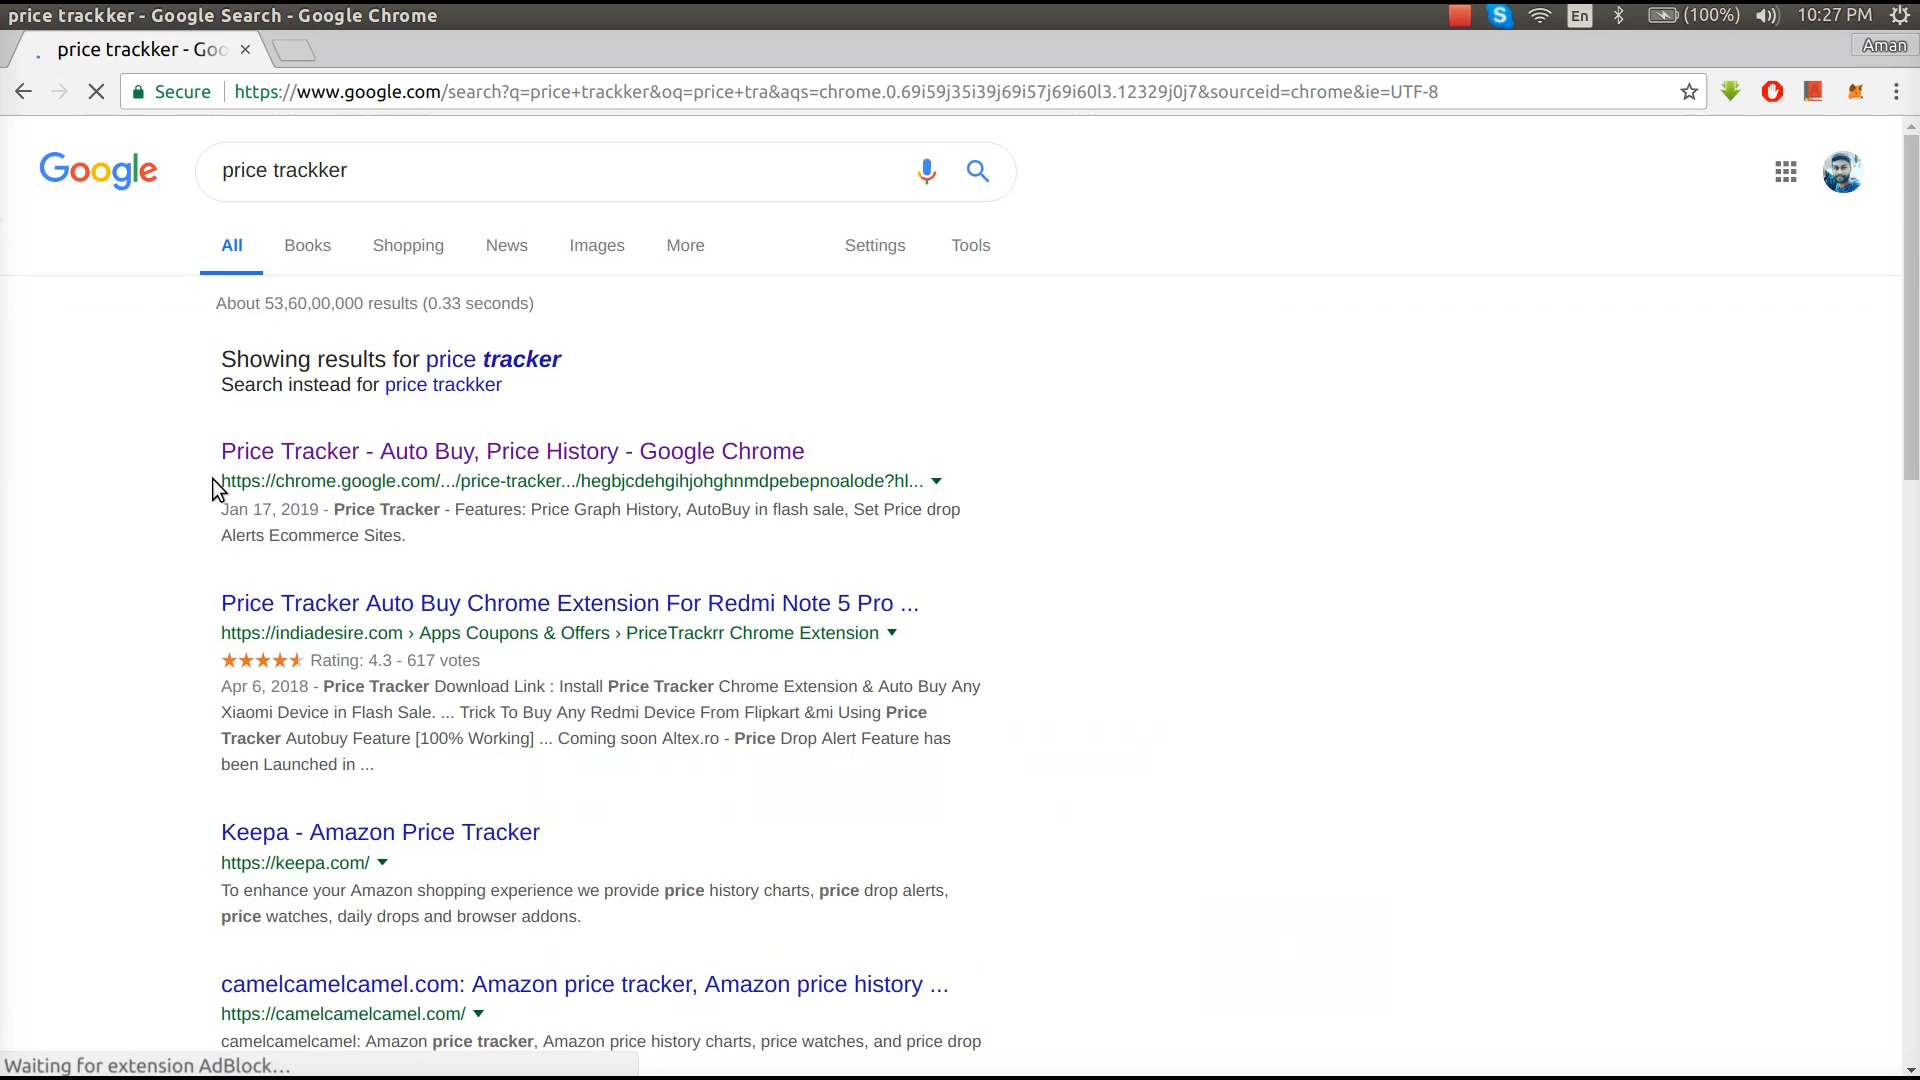 price trackker - Google Search - Google Chrome
En
(100%)
10:27 PM
price trackker - Goo
Aman
Secure
https://www.google.com/search?q=price+trackker&oq=price+tra&aqs=chrome.0.69i59j35i39j69i57j69i60l3.12329j0j7&sourceid=chrome&ie=UTF-8
Google
price trackker
All
Books
Shopping
News
Images
More
Settings
Tools
About 53,60,00,000 results (0.33 seconds)
Showing results for price tracker
Search instead for price trackker
Price Tracker - Auto Buy, Price History - Google Chrome
https://chrome.google.com/.../price-tracker.../hegbjcdehgihjohghnmdpebepnoalode?hl...
Jan 17, 2019 - Price Tracker - Features: Price Graph History, AutoBuy in flash sale, Set Price drop
Alerts Ecommerce Sites.
Price Tracker Auto Buy Chrome Extension For Redmi Note 5 Pro ...
https://indiadesire.com › Apps Coupons & Offers › PriceTrackrr Chrome Extension
Rating: 4.3 - 617 votes
Apr 6, 2018 - Price Tracker Download Link : Install Price Tracker Chrome Extension & Auto Buy Any
Xiaomi Device in Flash Sale. ... Trick To Buy Any Redmi Device From Flipkart &mi Using Price
Tracker Autobuy Feature [100% Working] ... Coming soon Altex.ro - Price Drop Alert Feature has
been Launched in ...
Keepa - Amazon Price Tracker
https://keepa.com/
To enhance your Amazon shopping experience we provide price history charts, price drop alerts,
price watches, daily drops and browser addons.
camelcamelcamel.com: Amazon price tracker, Amazon price history ...
https://camelcamelcamel.com/
camelcamelcamel: Amazon price tracker, Amazon price history charts, price watches, and price drop
Waiting for extension AdBlock...